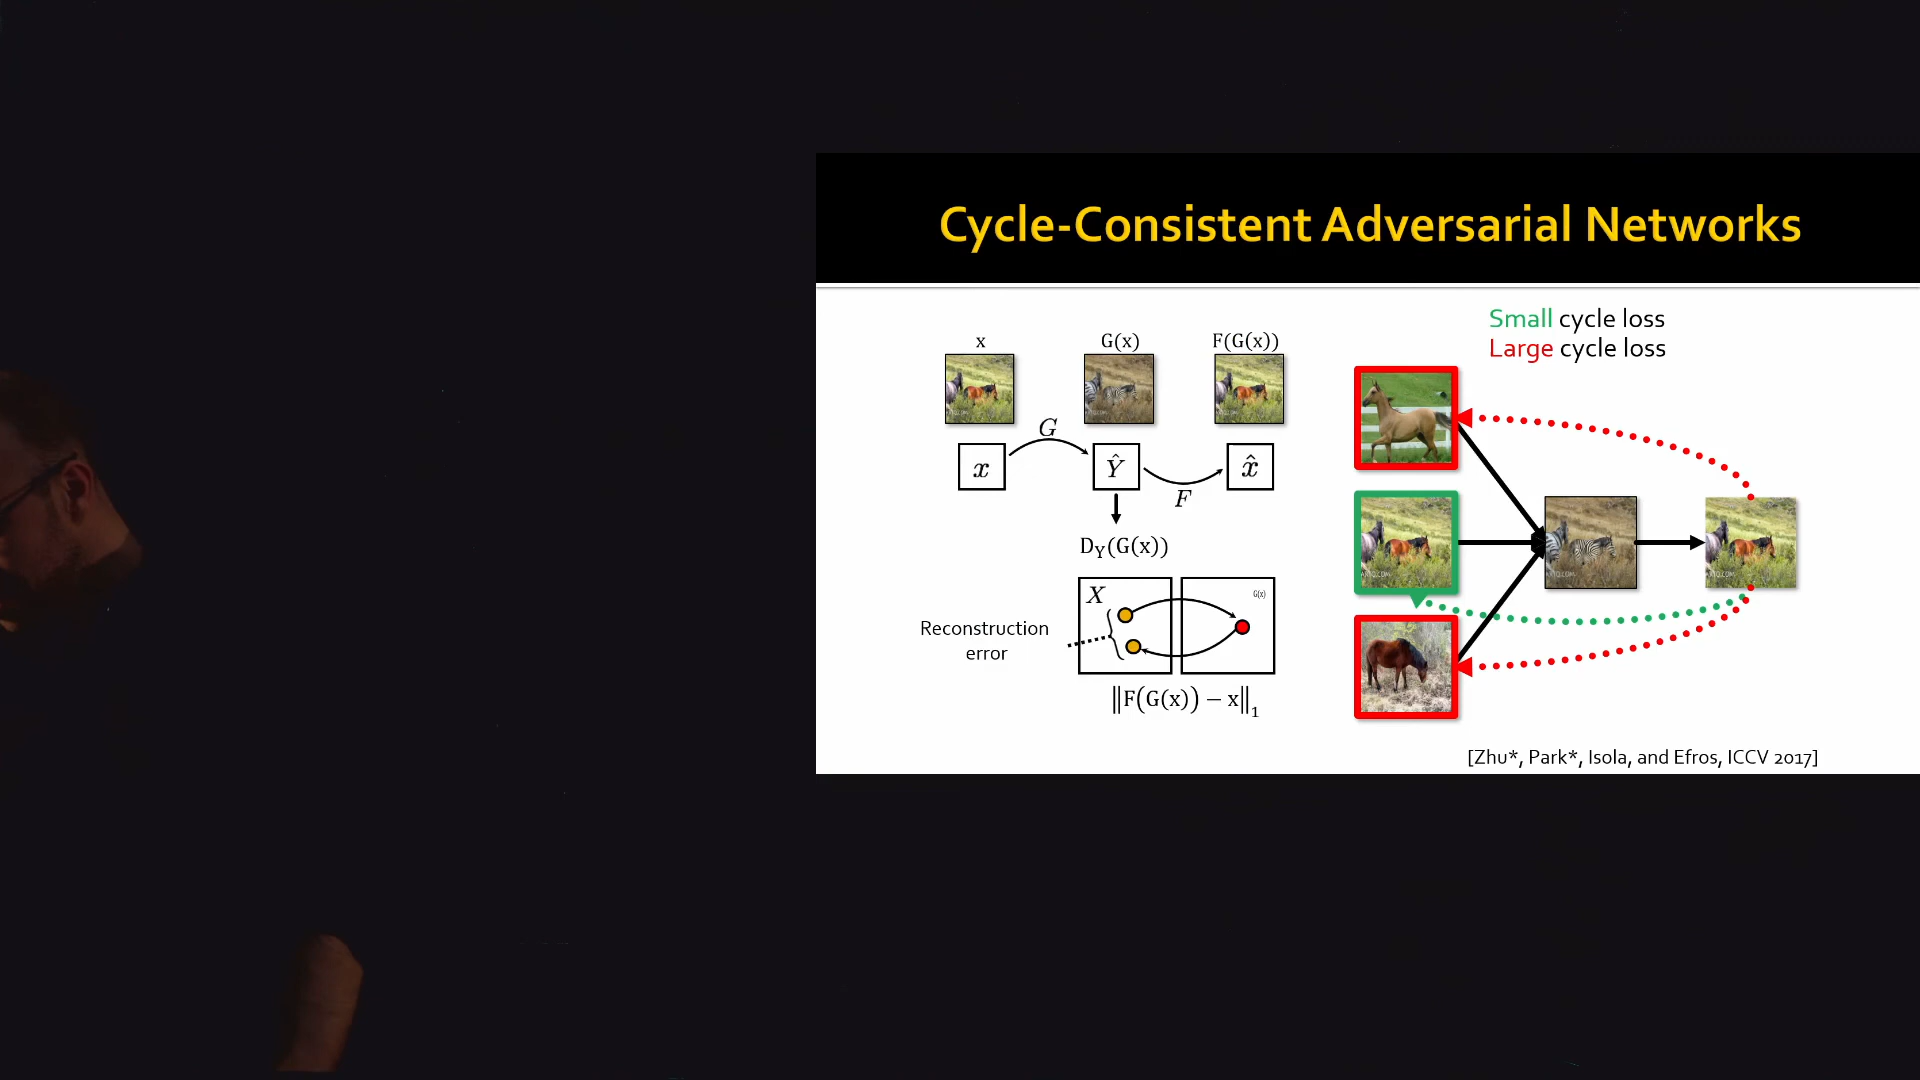 Cycle-Consistent Adversarial Networks
Small cycle loss
Large cycle loss
x
G(x)
F(G(x))
G
x
Ŷ
x̂
F
D_Y(G(x))
X
G(x)
Reconstruction
error
‖F(G(x)) − x‖₁
[Zhu*, Park*, Isola, and Efros, ICCV 2017]